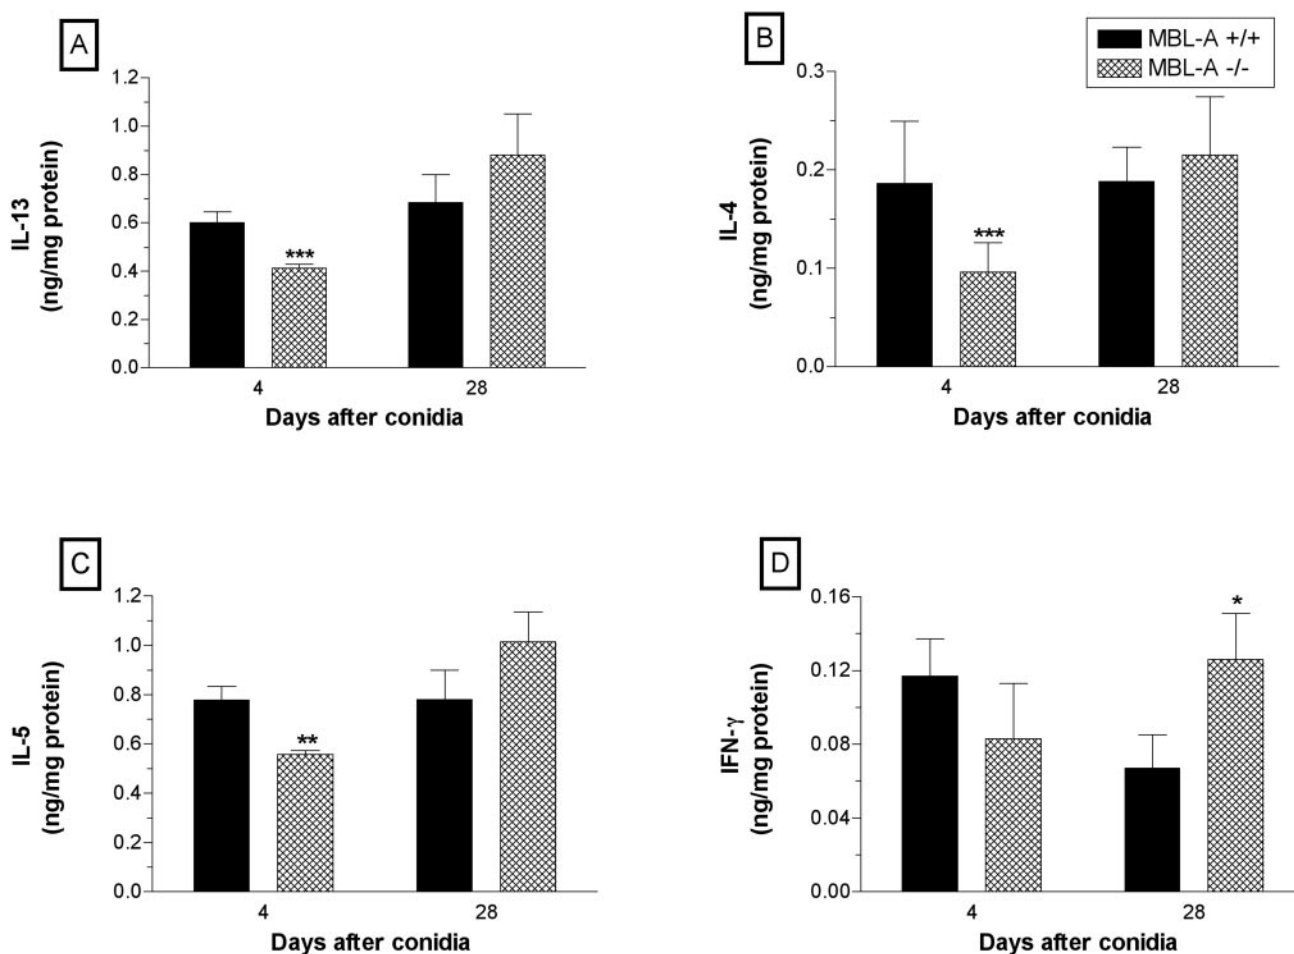 A
1.2
1.0
0.8
0.6
0.4
0.2
0.0
IL-13
(ng/mg protein)
***
4
28
Days after conidia
B
MBL-A +/+
MBL-A -/-
0.3
0.2
0.1
0.0
IL-4
(ng/mg protein)
***
4
28
Days after conidia
C
1.2
1.0
0.8
0.6
0.4
0.2
0.0
IL-5
(ng/mg protein)
**
4
28
Days after conidia
D
0.16
0.12
0.08
0.04
0.00
IFN-γ
(ng/mg protein)
*
4
28
Days after conidia